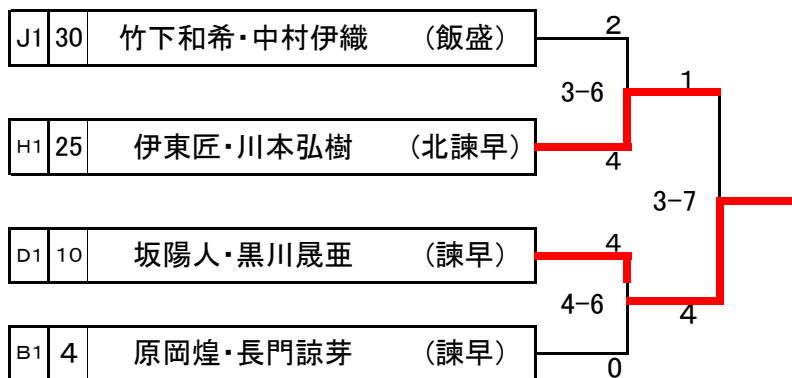 J1 30 竹下和希・中村伊織 （飯盛） 2
3-6 1
H1 25 伊東匠・川本弘樹 （北諫早） 4
3-7
D1 10 坂陽人・黒川晟亜 （諫早） 4
4-6 4
B1 4 原岡煌・長門諒芽 （諫早） 0